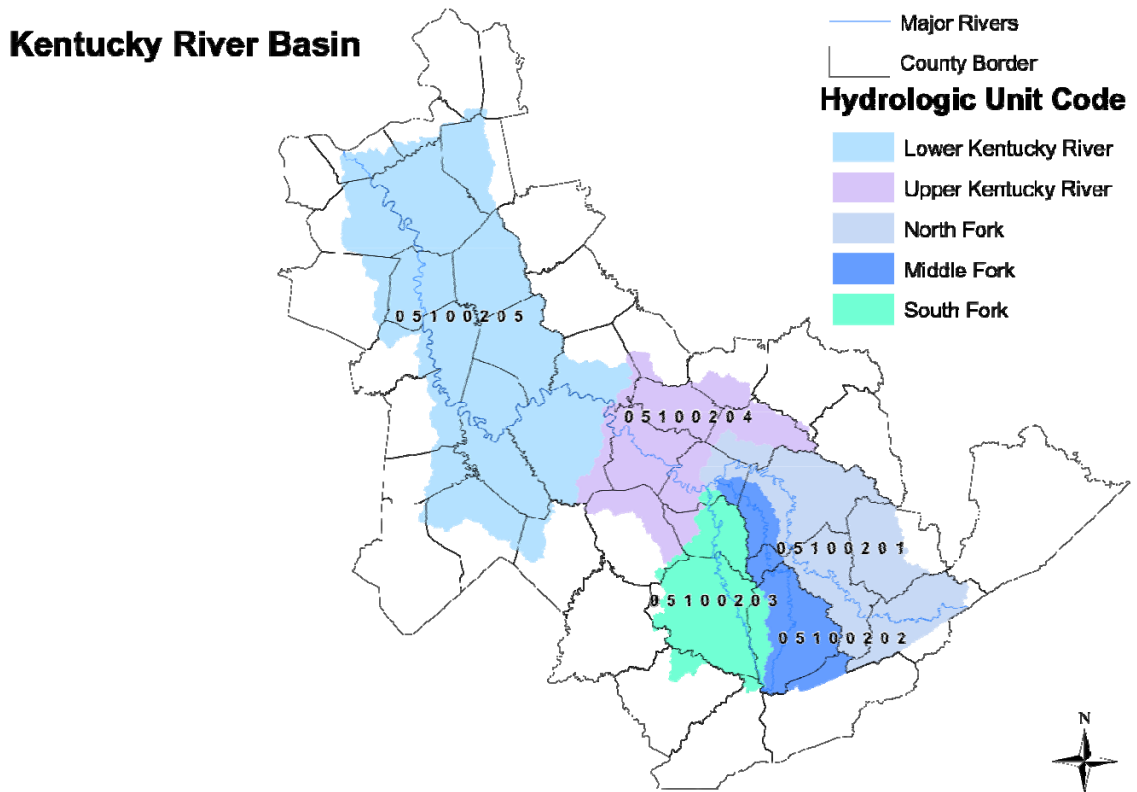 Kentucky River Basin
Major Rivers
County Border
Hydrologic Unit Code
Lower Kentucky River
Upper Kentucky River
North Fork
Middle Fork
South Fork
05100205
05100204
05100201
05100203
05100202
N